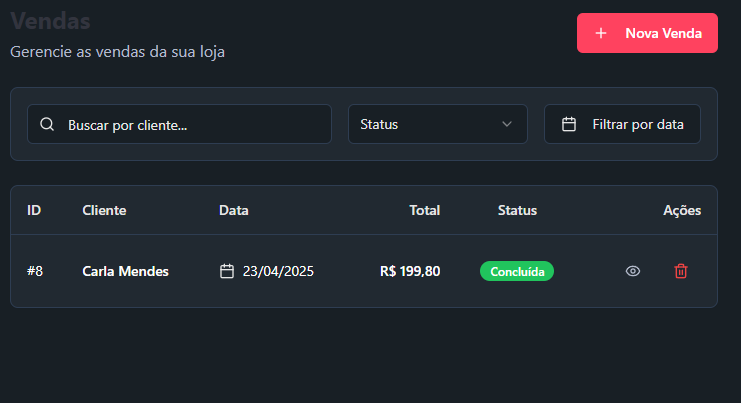 Vendas
Gerencie as vendas da sua loja
Nova Venda
Buscar por cliente...
Status
Filtrar por data
ID Cliente Data Total Status Ações
#8 Carla Mendes 23/04/2025 R$ 199,80 Concluída